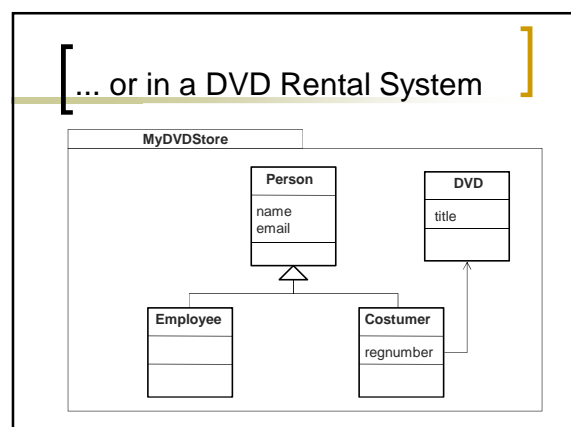 ... or in a DVD Rental System
MyDVDStore
Person
name
email
DVD
title
Employee
Costumer
regnumber